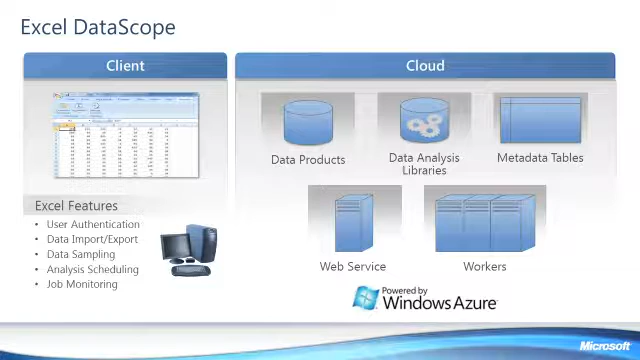 Excel DataScope
Client
Cloud
Data Products
Data Analysis
Libraries
Metadata Tables
Excel Features
• User Authentication
• Data Import/Export
• Data Sampling
• Analysis Scheduling
• Job Monitoring
Web Service
Workers
Powered by
Windows Azure™
Microsoft